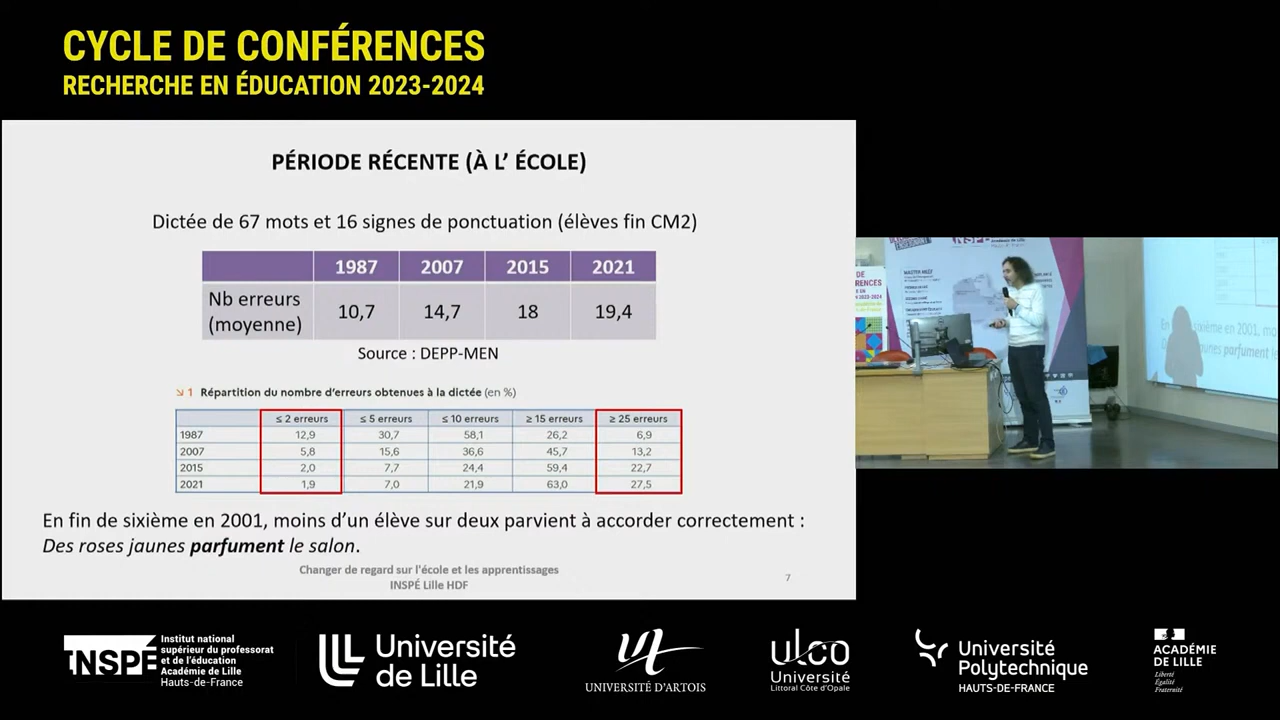 CYCLE DE CONFÉRENCES
RECHERCHE EN ÉDUCATION 2023-2024
PÉRIODE RÉCENTE (À L’ ÉCOLE)
Dictée de 67 mots et 16 signes de ponctuation (élèves fin CM2)
1987 2007 2015 2021
Nb erreurs (moyenne) 10,7 14,7 18 19,4
Source : DEPP-MEN
↘ 1 Répartition du nombre d’erreurs obtenues à la dictée (en %)
≤ 2 erreurs ≤ 5 erreurs ≤ 10 erreurs ≥ 15 erreurs ≥ 25 erreurs
1987 12,9 30,7 58,1 26,2 6,9
2007 5,8 15,6 36,6 45,7 13,2
2015 2,0 7,7 24,4 59,4 22,7
2021 1,9 7,0 21,9 63,0 27,5
En fin de sixième en 2001, moins d’un élève sur deux parvient à accorder correctement :
Des roses jaunes parfument le salon.
Changer de regard sur l'école et les apprentissages
INSPÉ Lille HDF
7
INSPÉ
Institut national
supérieur du professorat
et de l’éducation
Académie de Lille
Hauts-de-France
Université
de Lille
UNIVERSITÉ D'ARTOIS
ulco
Université
Littoral Côte d'Opale
Université
Polytechnique
HAUTS-DE-FRANCE
ACADÉMIE
DE LILLE
Liberté
Égalité
Fraternité